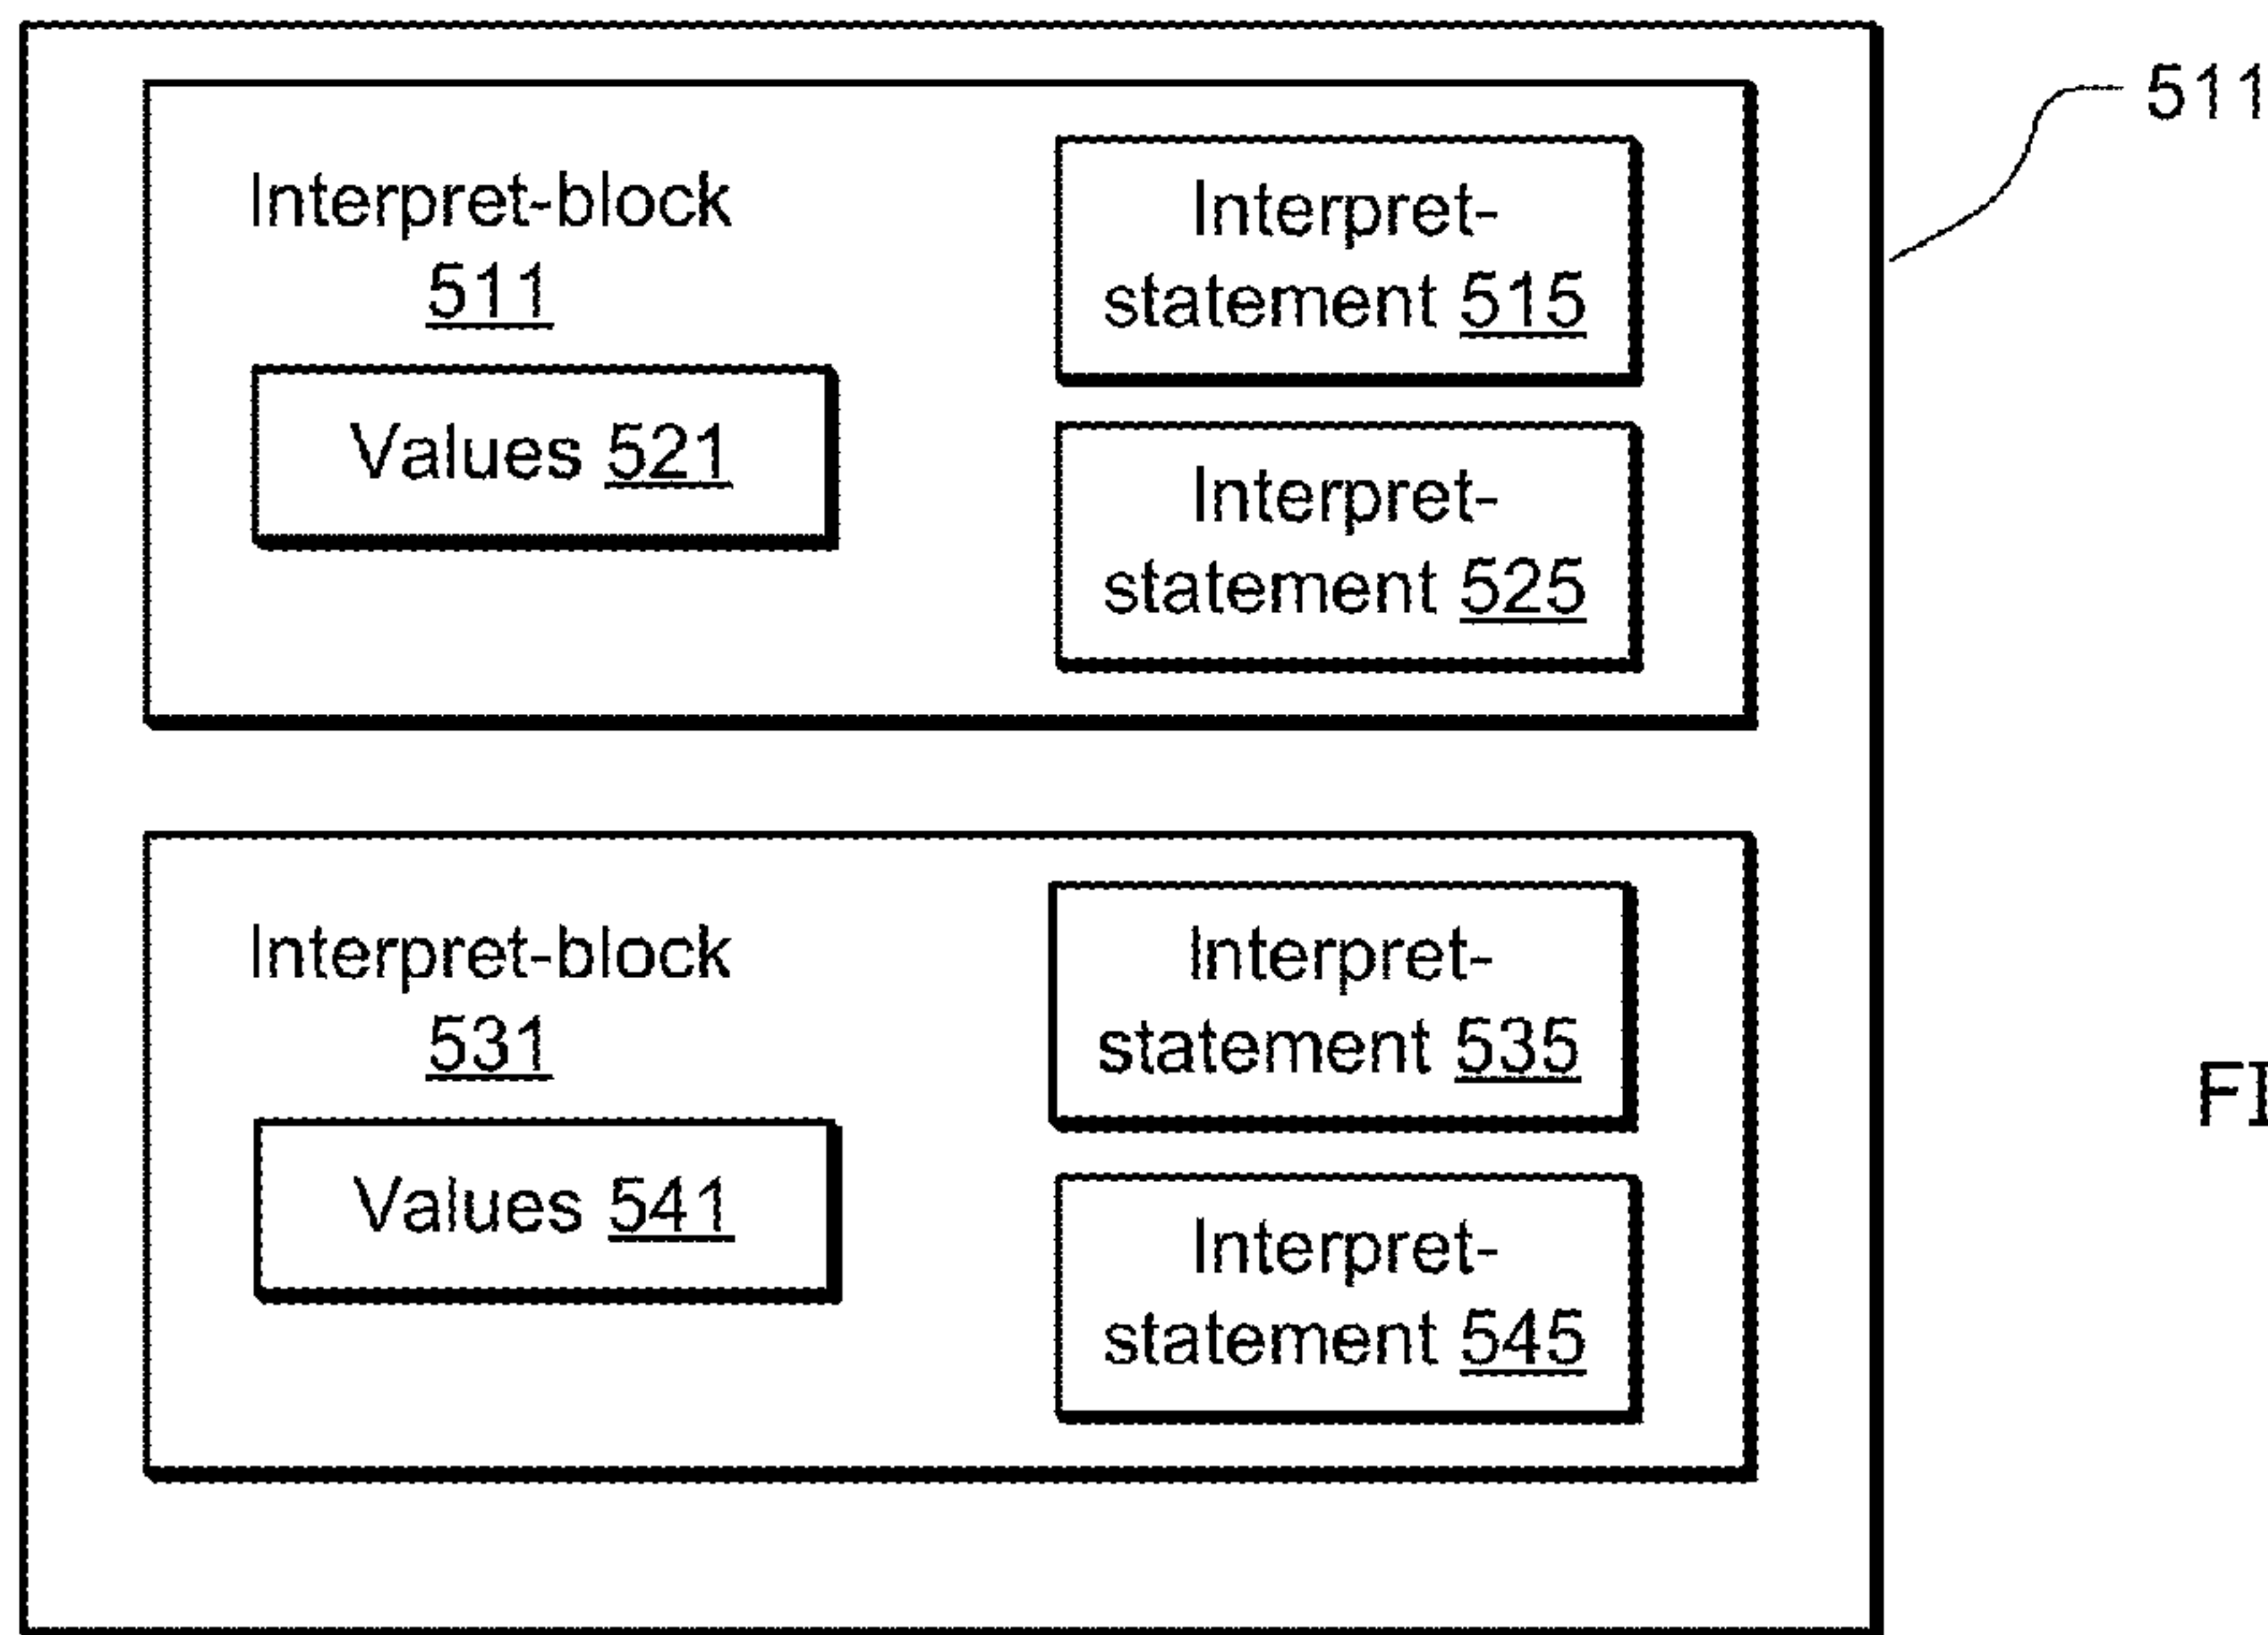 511
Interpret-block
511
Values 521
Interpret-
statement 515
Interpret-
statement 525
Interpret-block
531
Values 541
Interpret-
statement 535
Interpret-
statement 545
FI